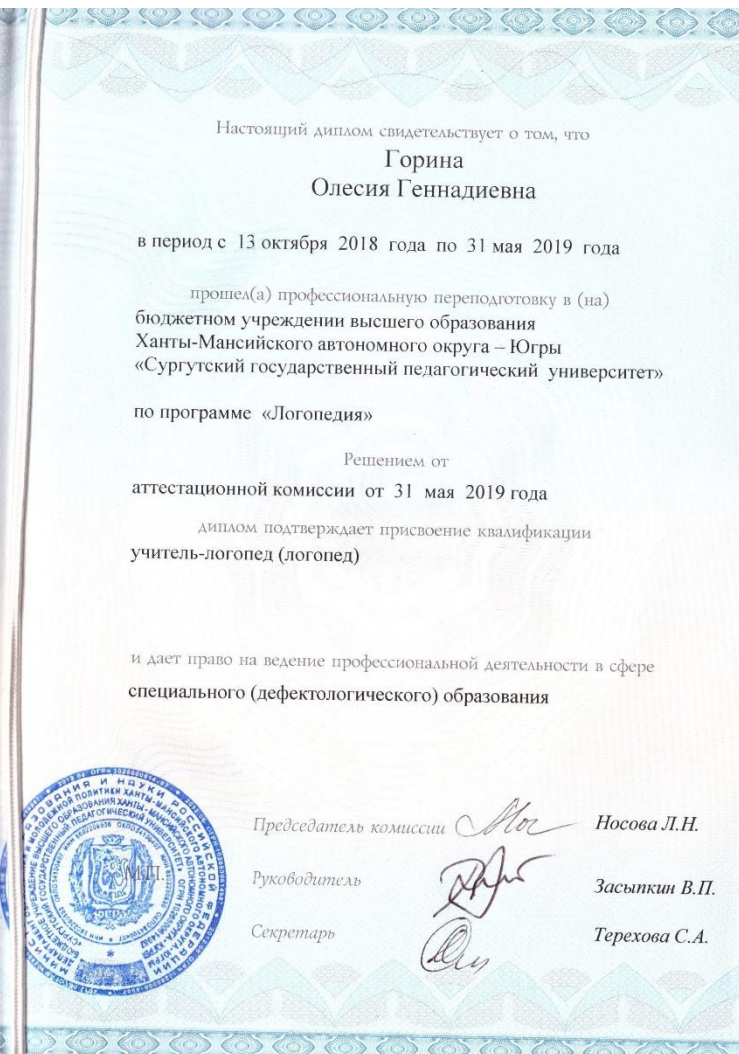 Настоящий диплом свидетельствует о том, что
Горина
Олесия Геннадиевна
в период с 13 октября 2018 года по 31 мая 2019 года
прошел(а) профессиональную переподготовку в (на)
бюджетном учреждении высшего образования
Ханты-Мансийского автономного округа – Югры
«Сургутский государственный педагогический университет»
по программе «Логопедия»
Решением от
аттестационной комиссии от 31 мая 2019 года
диплом подтверждает присвоение квалификации
учитель-логопед (логопед)
и дает право на ведение профессиональной деятельности в сфере
специального (дефектологического) образования
Председатель комиссии Носова Л.Н.
М.П.
Руководитель Засыпкин В.П.
Секретарь Терехова С.А.